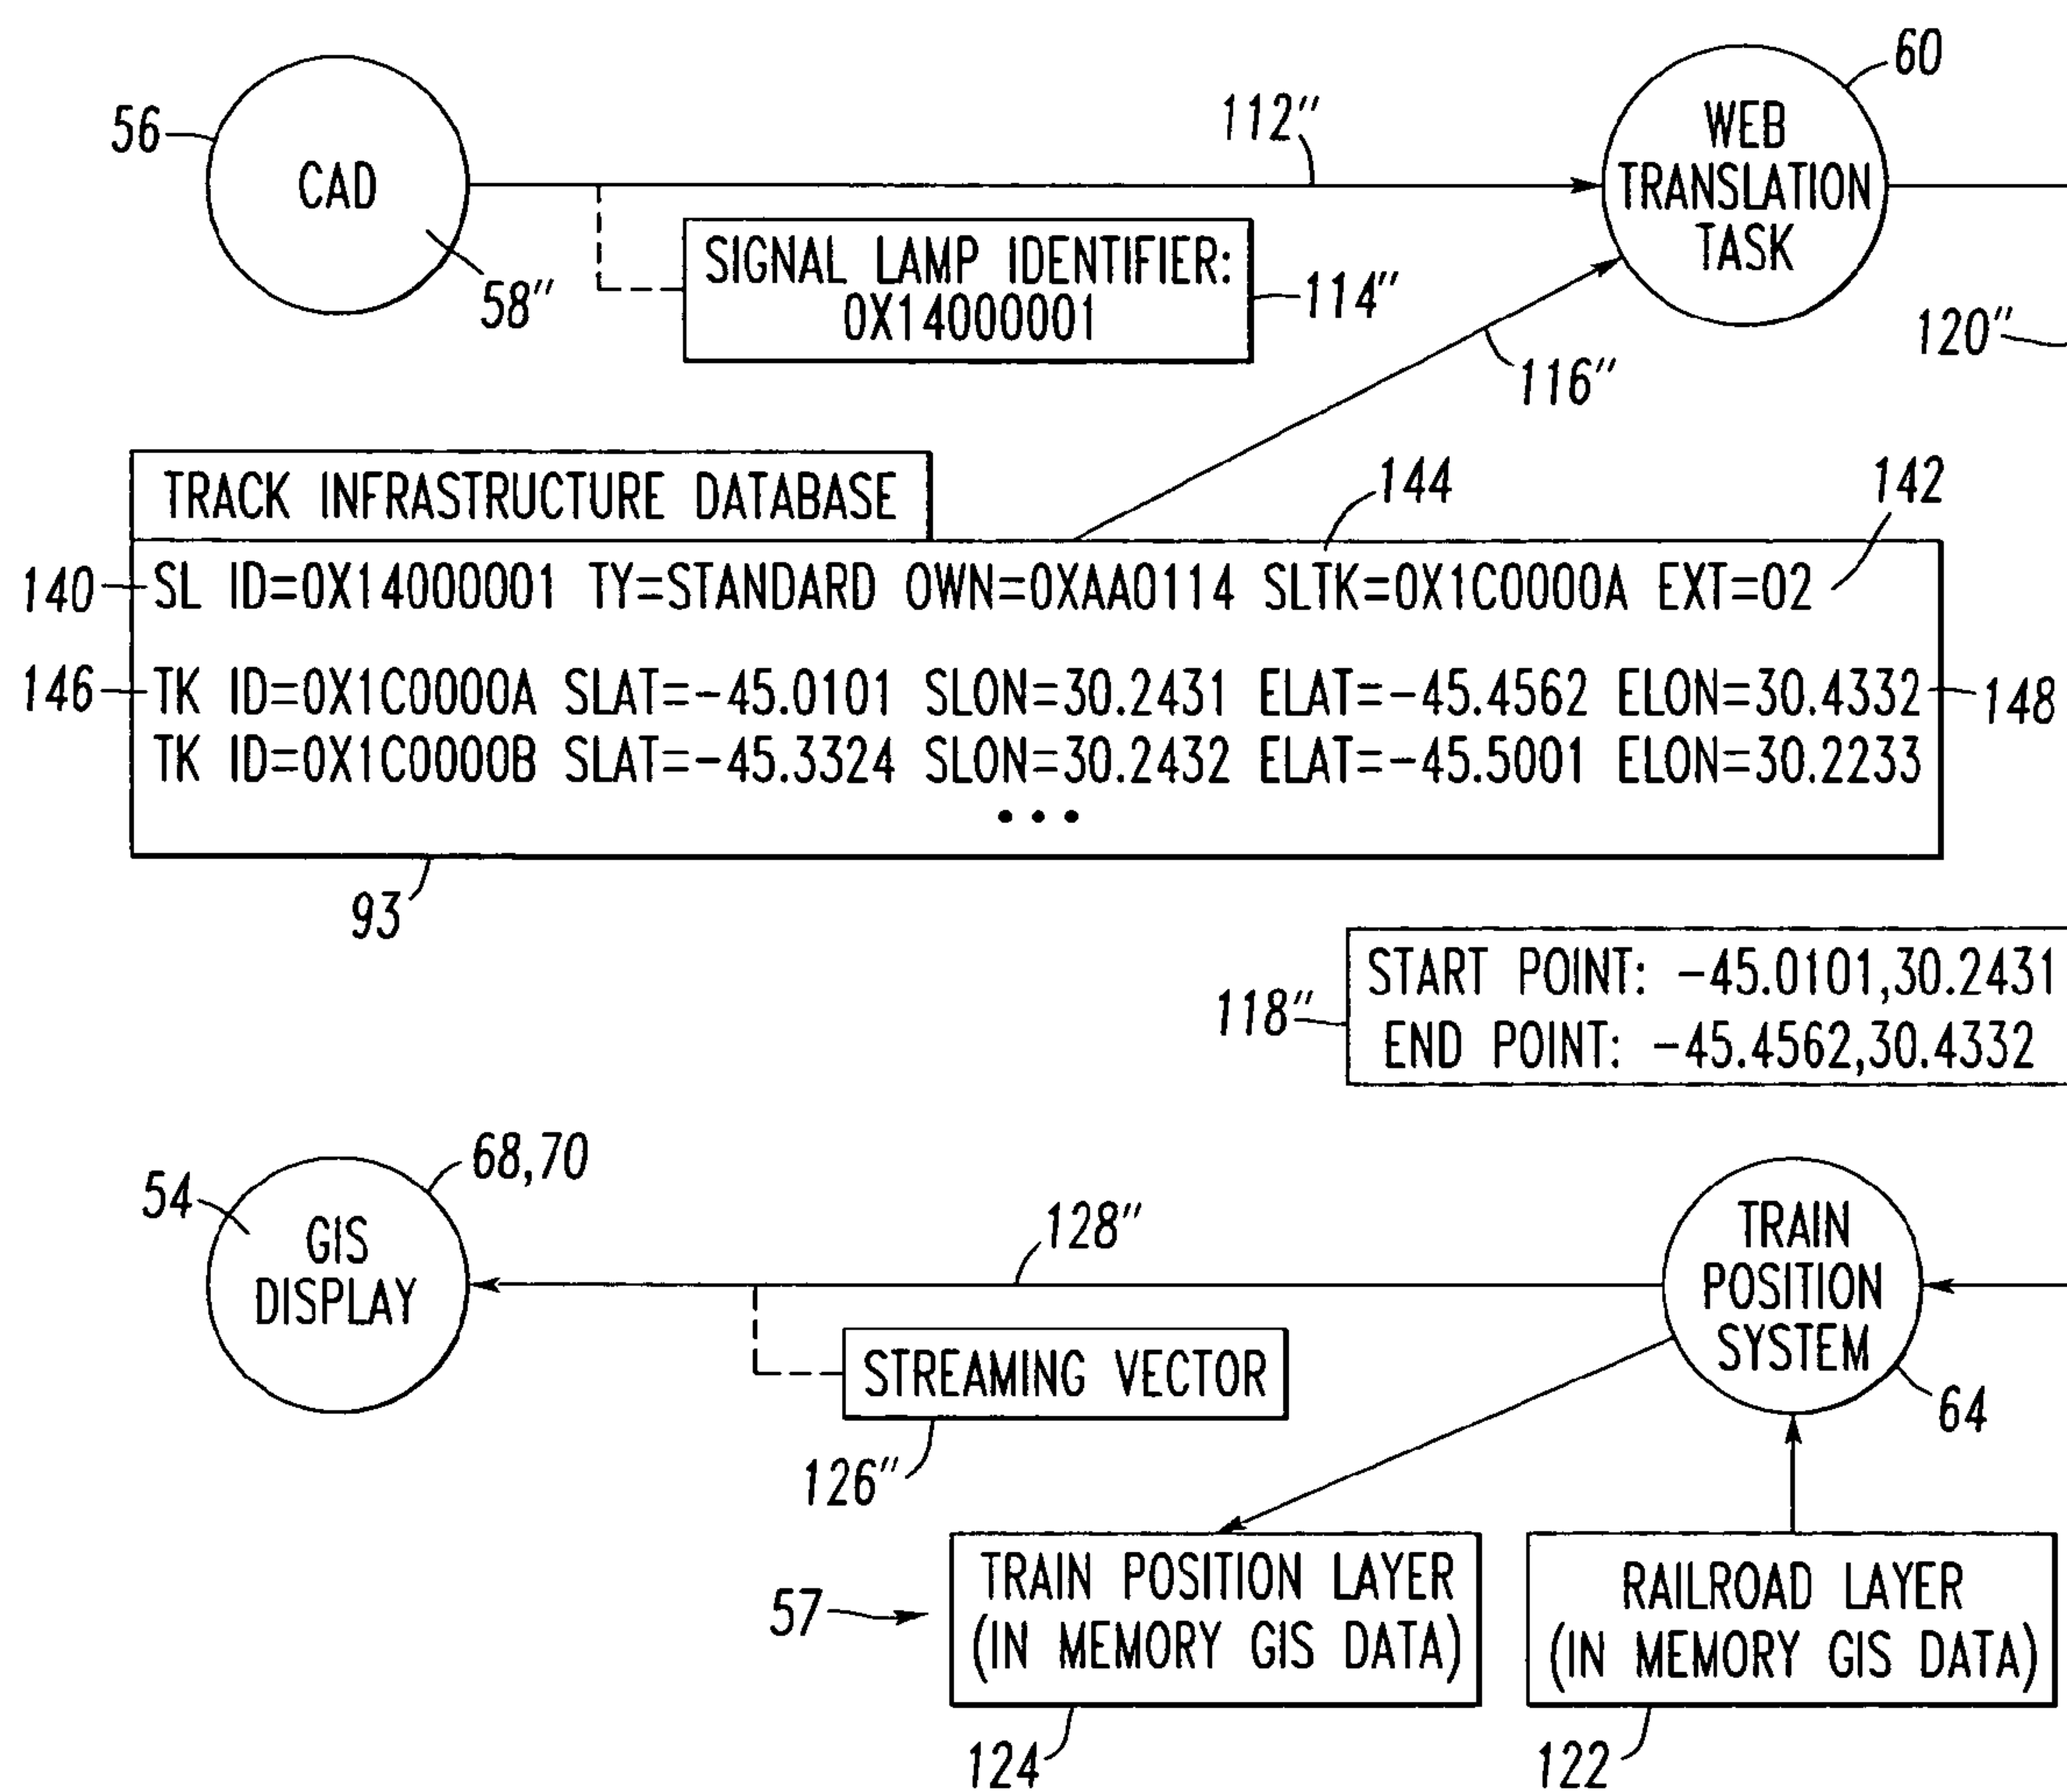 56
CAD
58″
112″
SIGNAL LAMP IDENTIFIER:
0X14000001
114″
60
WEB
TRANSLATION
TASK
120″
116″
TRACK INFRASTRUCTURE DATABASE
144
142
140
SL ID=0X14000001 TY=STANDARD OWN=0XAA0114 SLTK=0X1C0000A EXT=02
146
TK ID=0X1C0000A SLAT=-45.0101 SLON=30.2431 ELAT=-45.4562 ELON=30.4332
148
TK ID=0X1C0000B SLAT=-45.3324 SLON=30.2432 ELAT=-45.5001 ELON=30.2233
• • •
93
118″
START POINT: -45.0101,30.2431
END POINT: -45.4562,30.4332
54
68,70
GIS
DISPLAY
128″
STREAMING VECTOR
126″
TRAIN
POSITION
SYSTEM
64
57
TRAIN POSITION LAYER
(IN MEMORY GIS DATA)
124
RAILROAD LAYER
(IN MEMORY GIS DATA)
122